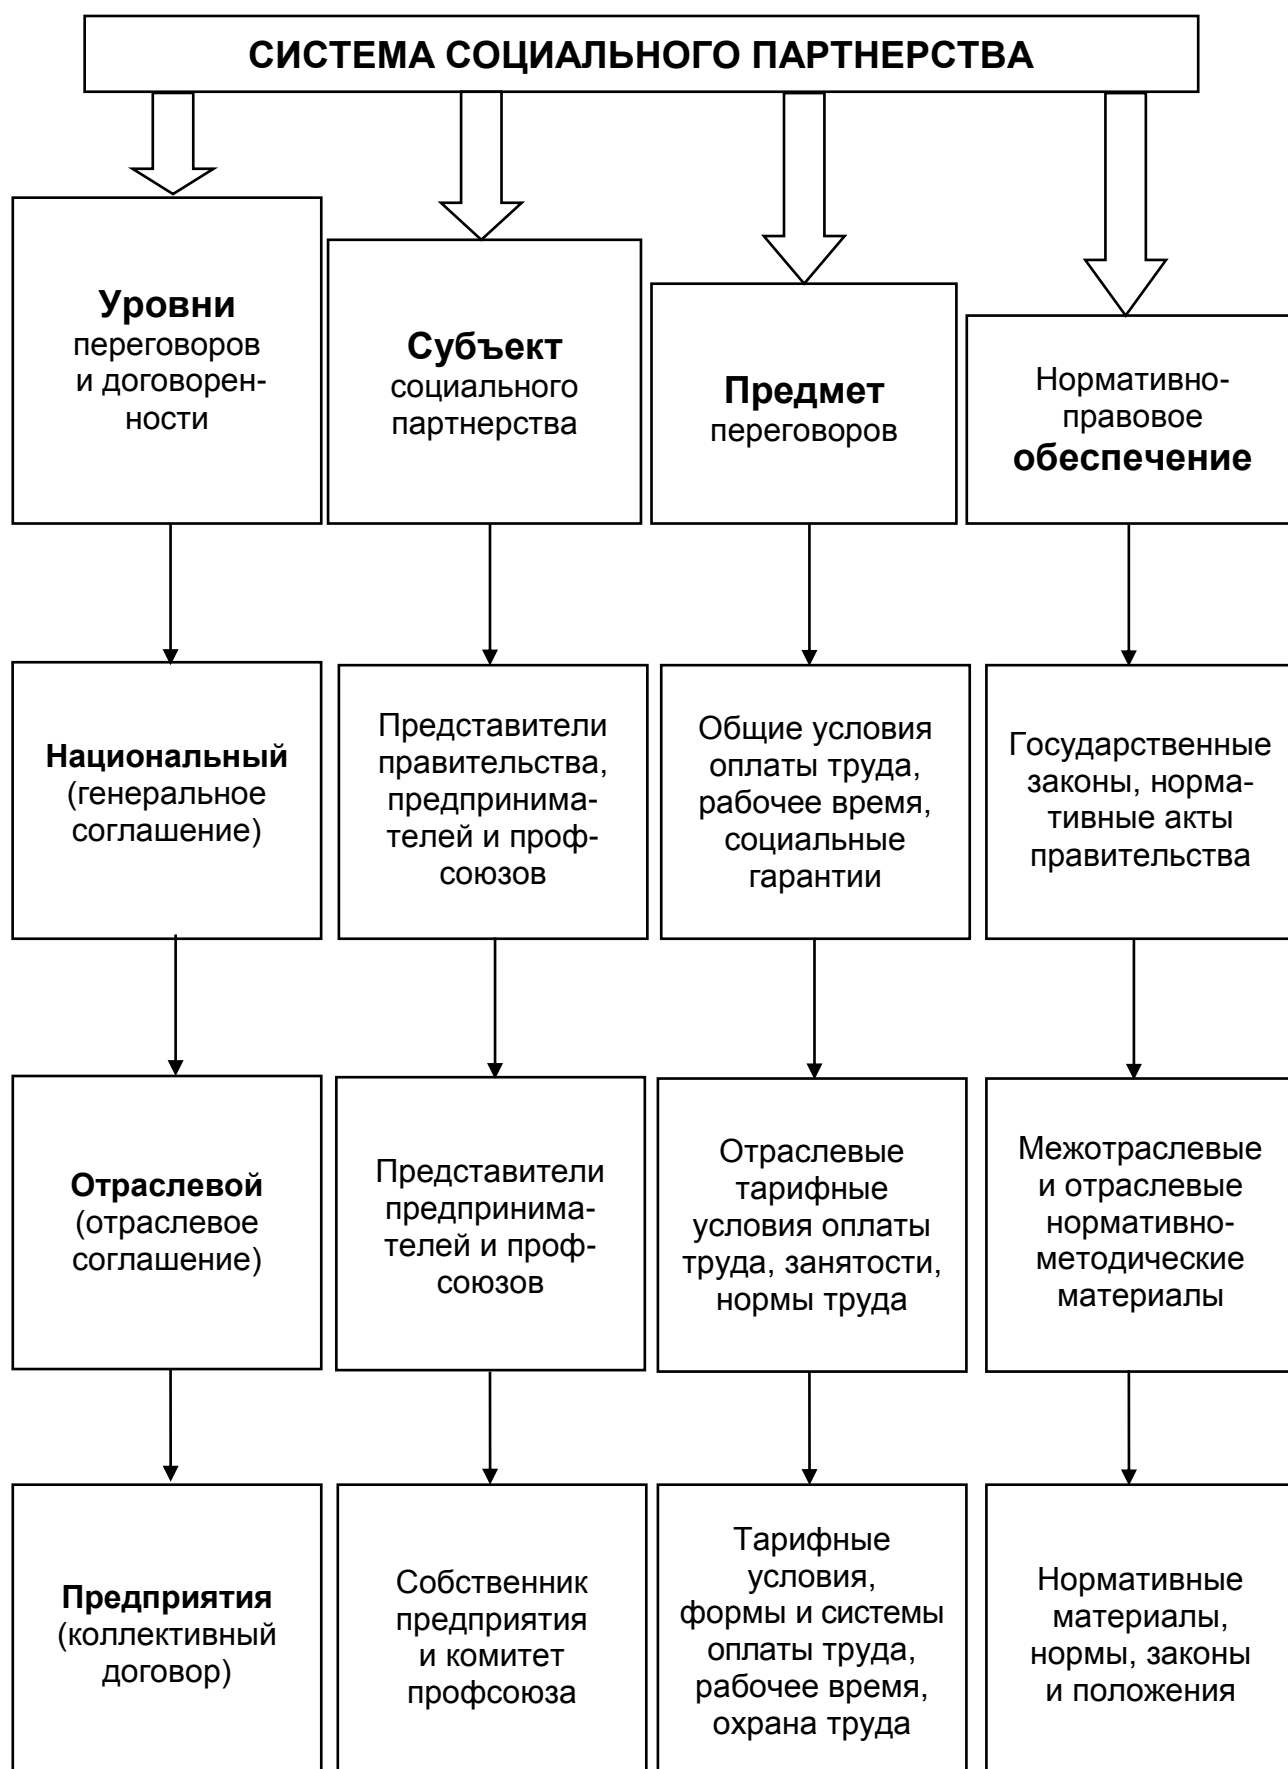 СИСТЕМА СОЦИАЛЬНОГО ПАРТНЕРСТВА
Уровни
переговоров
и договорен-
ности
Субъект
социального
партнерства
Предмет
переговоров
Нормативно-
правовое
обеспечение
Национальный
(генеральное
соглашение)
Представители
правительства,
предпринима-
телей и проф-
союзов
Общие условия
оплаты труда,
рабочее время,
социальные
гарантии
Государственные
законы, норма-
тивные акты
правительства
Отраслевой
(отраслевое
соглашение)
Представители
предпринима-
телей и проф-
союзов
Отраслевые
тарифные
условия оплаты
труда, занятости,
нормы труда
Межотраслевые
и отраслевые
нормативно-
методические
материалы
Предприятия
(коллективный
договор)
Собственник
предприятия
и комитет
профсоюза
Тарифные
условия,
формы и системы
оплаты труда,
рабочее время,
охрана труда
Нормативные
материалы,
нормы, законы
и положения